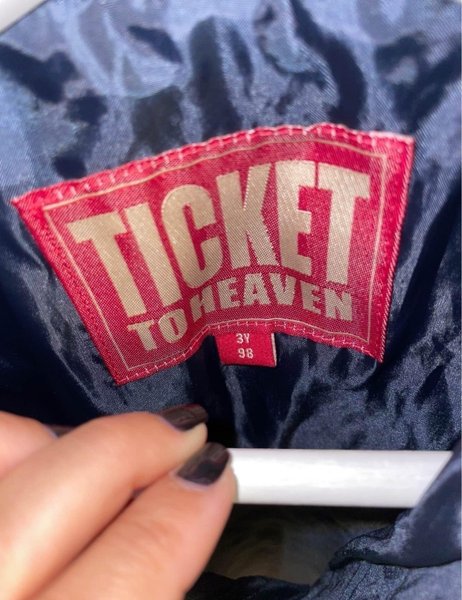 TICKET
TO HEAVEN
3Y
98